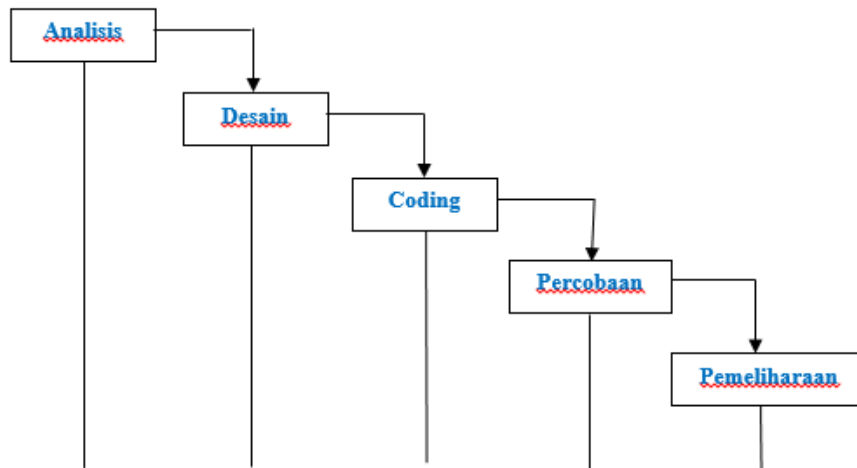 Analisis
Desain
Coding
Percobaan
Pemeliharaan